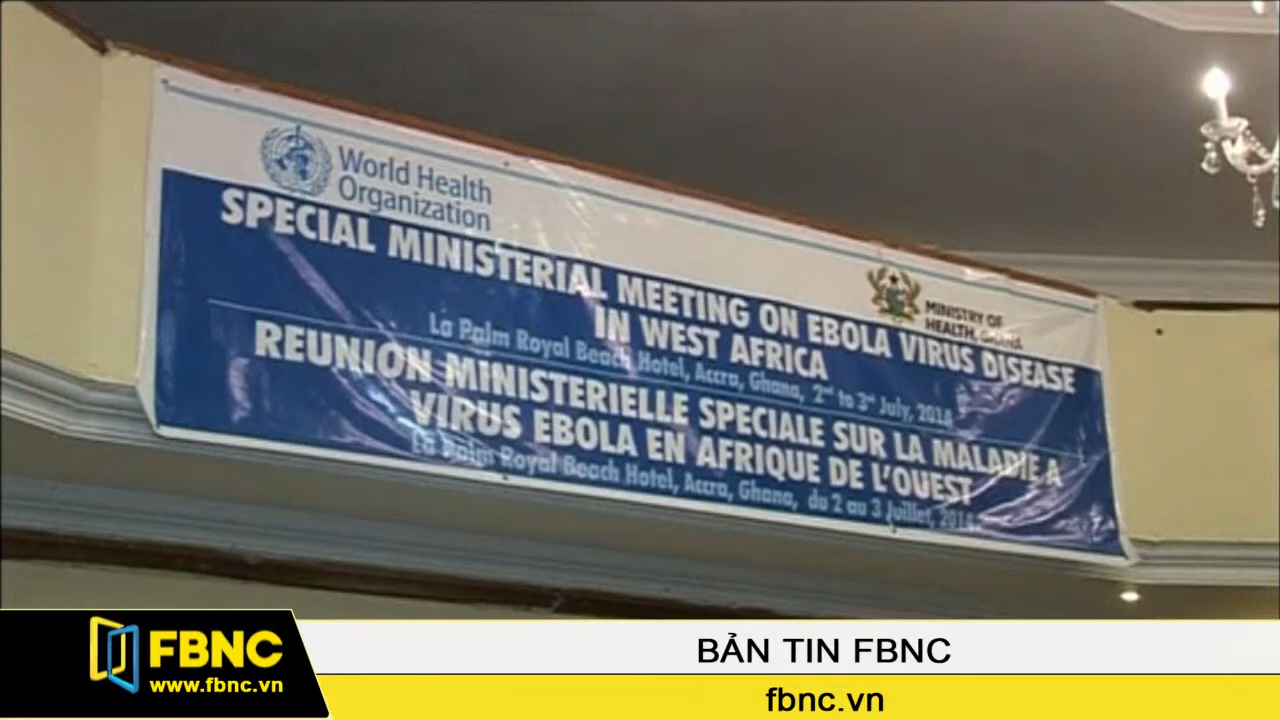 World Health
Organization
MINISTRY OF
HEALTH, GHANA
SPECIAL MINISTERIAL MEETING ON EBOLA VIRUS DISEASE
IN WEST AFRICA
La Palm Royal Beach Hotel, Accra, Ghana, 2nd to 3rd July, 2014
REUNION MINISTERIELLE SPECIALE SUR LA MALADIE A
VIRUS EBOLA EN AFRIQUE DE L'OUEST
La Palm Royal Beach Hotel, Accra, Ghana, du 2 au 3 Juillet, 2014
FBNC
www.fbnc.vn
BẢN TIN FBNC
fbnc.vn